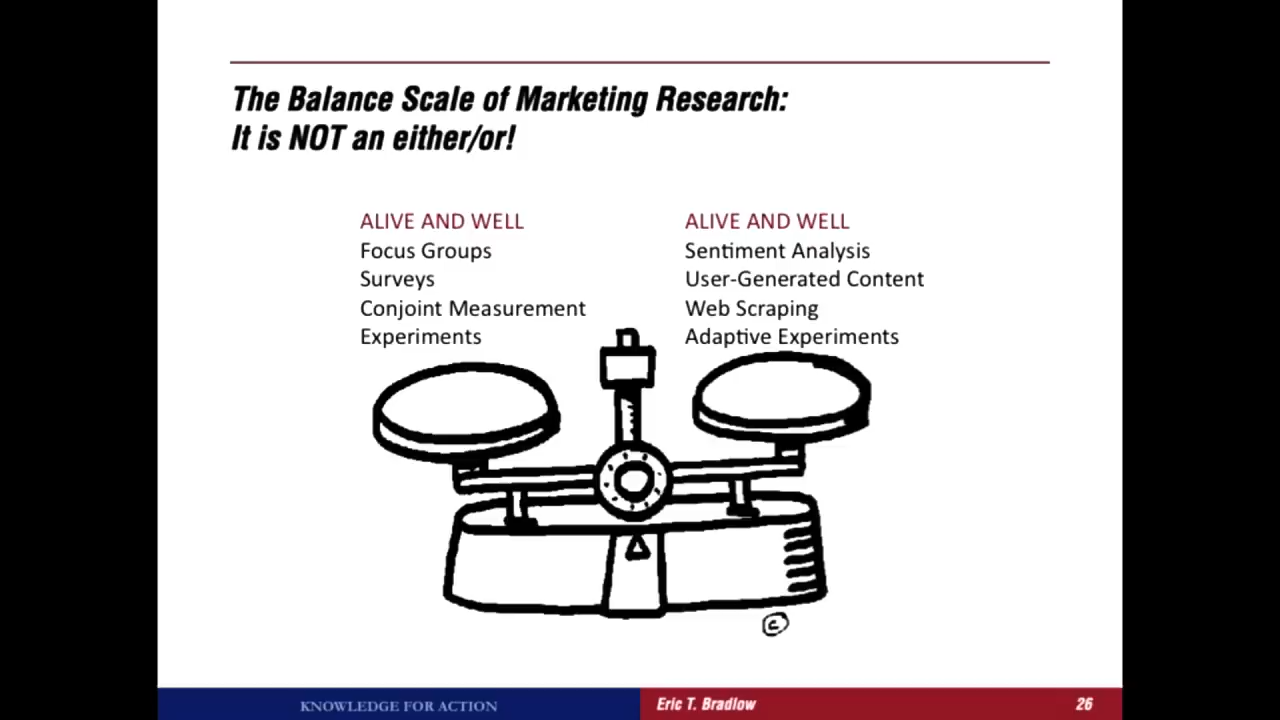 The Balance Scale of Marketing Research:
It is NOT an either/or!
ALIVE AND WELL
Focus Groups
Surveys
Conjoint Measurement
Experiments
ALIVE AND WELL
Sentiment Analysis
User-Generated Content
Web Scraping
Adaptive Experiments
©
KNOWLEDGE FOR ACTION
Eric T. Bradlow
26